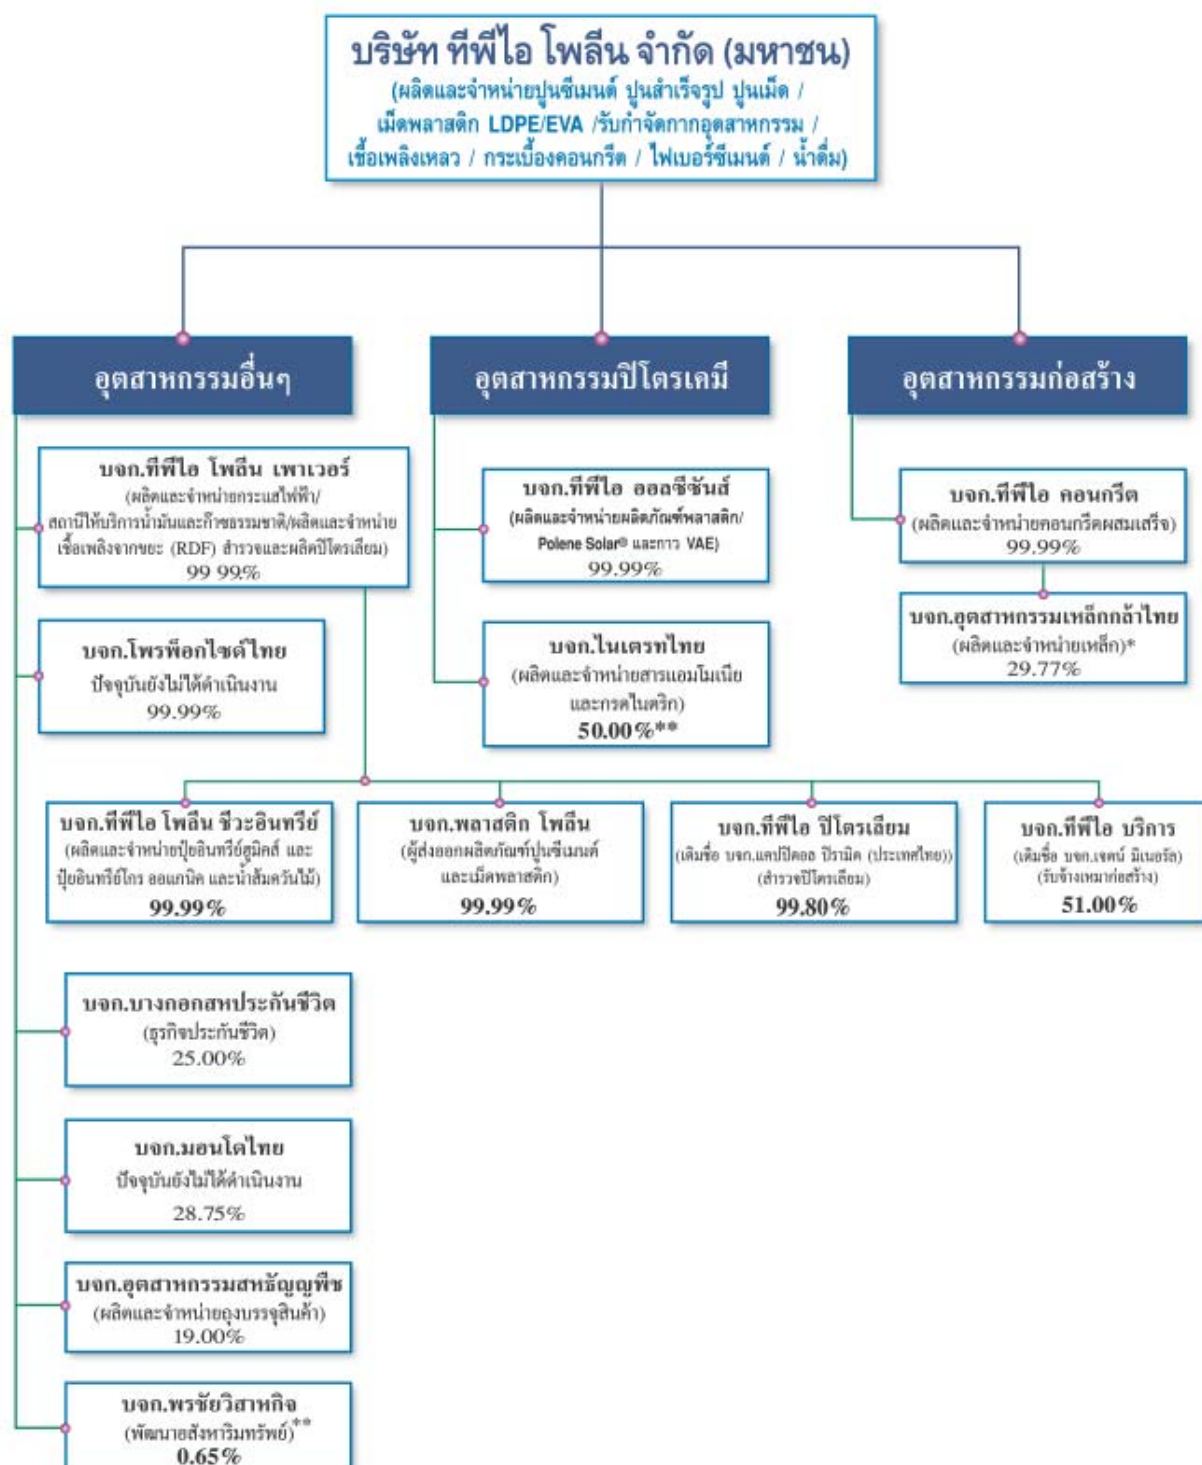 บริษัท ทีพีไอ โพลีน จำกัด (มหาชน)
(ผลิตและจำหน่ายปูนซีเมนต์ ปูนสำเร็จรูป ปูนเม็ด /
เม็ดพลาสติก LDPE/EVA /รับกำจัดกากอุตสาหกรรม /
เชื้อเพลิงเหลว / กระเบื้องคอนกรีต / ไฟเบอร์ซีเมนต์ / น้ำดื่ม)
อุตสาหกรรมอื่นๆ
บจก.ทีพีไอ โพลีน เพาเวอร์
(ผลิตและจำหน่ายกระแสไฟฟ้า/
สถานีให้บริการน้ำมันและก๊าซธรรมชาติ/ผลิตและจำหน่าย
เชื้อเพลิงจากขยะ (RDF) สำรวจและผลิตปิโตรเลียม)
99 99%
บจก.โพรพ็อกไซด์ไทย
ปัจจุบันยังไม่ได้ดำเนินงาน
99.99%
อุตสาหกรรมปิโตรเคมี
บจก.ทีพีไอ ออลซีซันส์
(ผลิตและจำหน่ายผลิตภัณฑ์พลาสติก/
Polene Solar® และกาว VAE)
99.99%
บจก.ไนเตรทไทย
(ผลิตและจำหน่ายสารแอมโมเนีย
และกรดไนตริก)
50.00%**
อุตสาหกรรมก่อสร้าง
บจก.ทีพีไอ คอนกรีต
(ผลิตและจำหน่ายคอนกรีตผสมเสร็จ)
99.99%
บจก.อุตสาหกรรมเหล็กกล้าไทย
(ผลิตและจำหน่ายเหล็ก)*
29.77%
บจก.ทีพีไอ โพลีน ชีวะอินทรีย์
(ผลิตและจำหน่ายปุ๋ยอินทรีย์ฮูมิคส์ และ
ปุ๋ยอินทรีย์โกร ออแกนิค และน้ำส้มควันไม้)
99.99%
บจก.พลาสติก โพลีน
(ผู้ส่งออกผลิตภัณฑ์ปูนซีเมนต์
และเม็ดพลาสติก)
99.99%
บจก.ทีพีไอ ปิโตรเลียม
(เดิมชื่อ บจก.แคปปิตอล ปิรามิด (ประเทศไทย))
(สำรวจปิโตรเลียม)
99.80%
บจก.ทีพีไอ บริการ
(เดิมชื่อ บจก.เจตน์ มิเนอรัล)
(รับจ้างเหมาก่อสร้าง)
51.00%
บจก.บางกอกสหประกันชีวิต
(ธุรกิจประกันชีวิต)
25.00%
บจก.มอนโตไทย
ปัจจุบันยังไม่ได้ดำเนินงาน
28.75%
บจก.อุตสาหกรรมสหธัญญพืช
(ผลิตและจำหน่ายถุงบรรจุสินค้า)
19.00%
บจก.พรชัยวิสาหกิจ
(พัฒนาอสังหาริมทรัพย์)**
0.65%